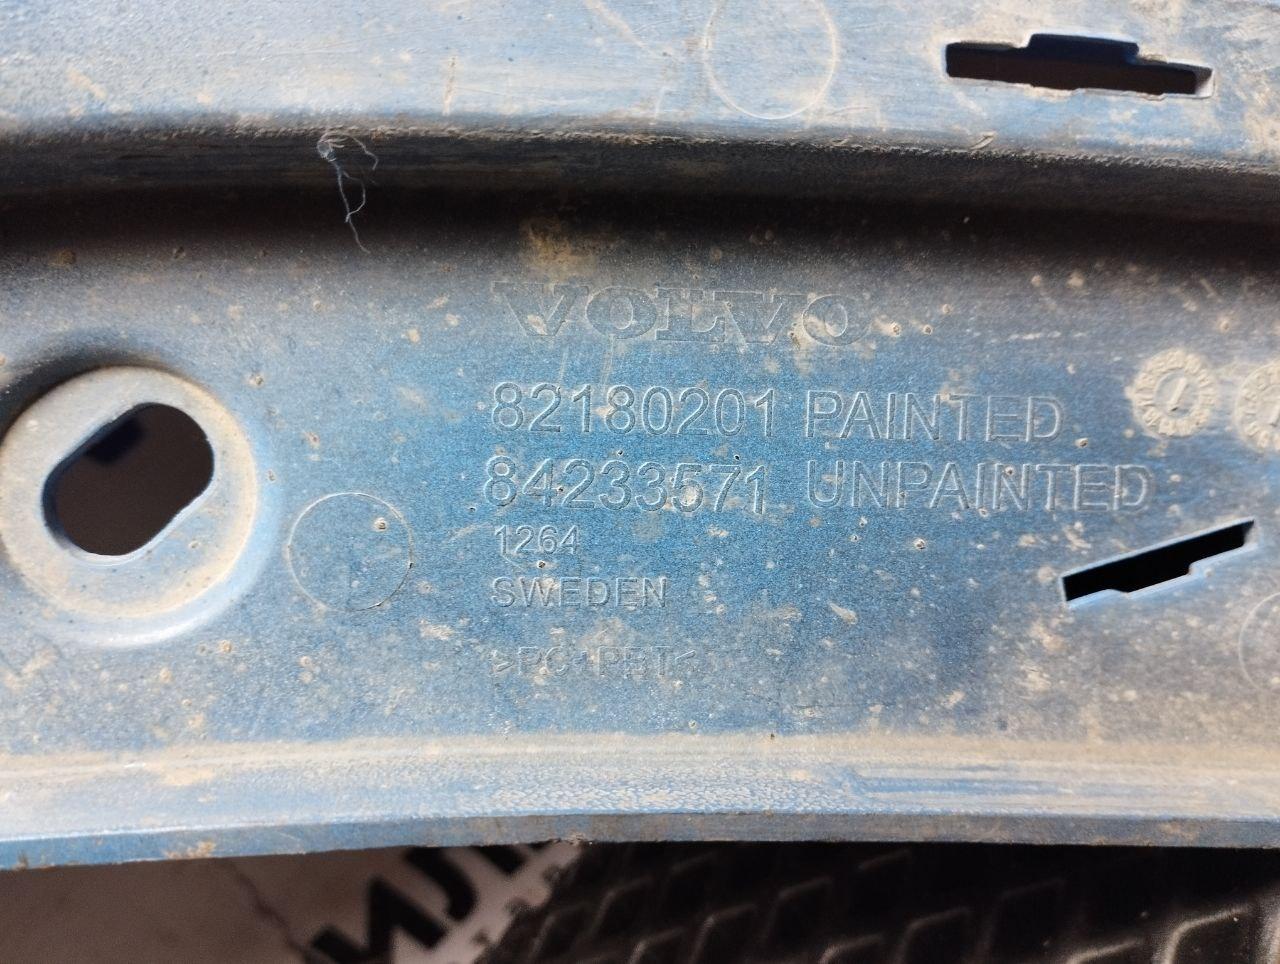 VOLVO
82180201 PAINTED
84233571 UNPAINTED
1264
SWEDEN
>PC+PBT<